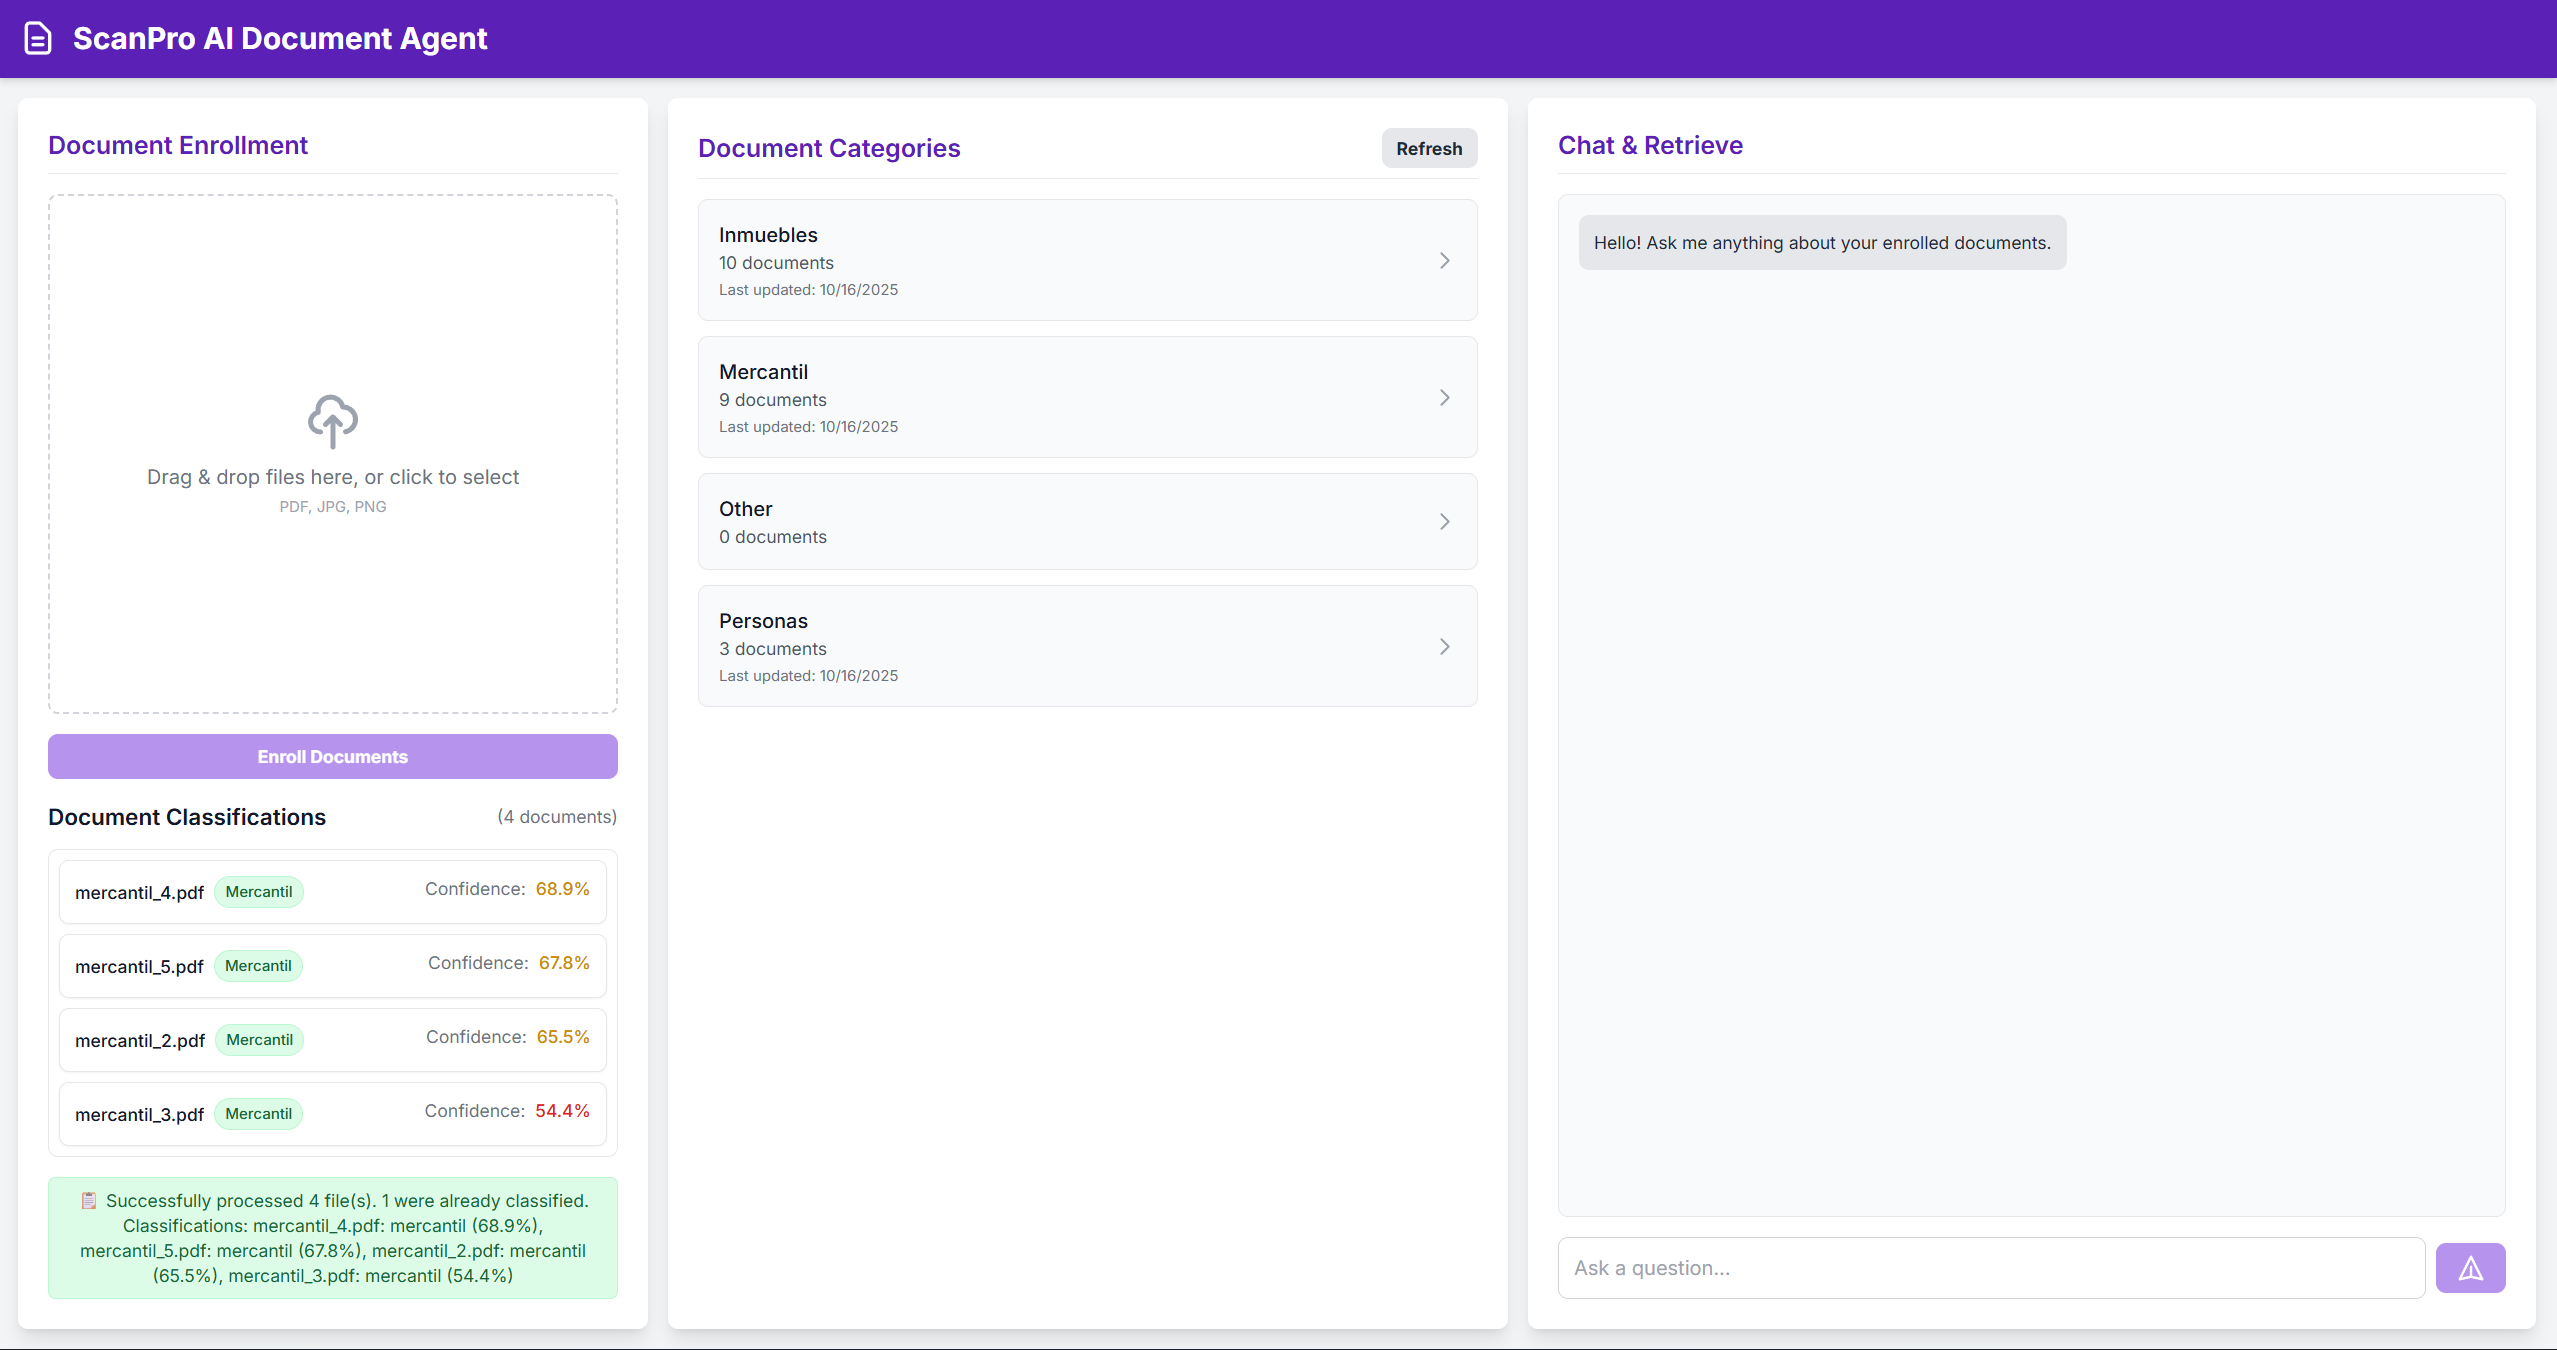 ScanPro AI Document Agent
Document Enrollment
Drag & drop files here, or click to select
PDF, JPG, PNG
Enroll Documents
Document Classifications
(4 documents)
mercantil_4.pdf Mercantil Confidence: 68.9%
mercantil_5.pdf Mercantil Confidence: 67.8%
mercantil_2.pdf Mercantil Confidence: 65.5%
mercantil_3.pdf Mercantil Confidence: 54.4%
📋 Successfully processed 4 file(s). 1 were already classified.
Classifications: mercantil_4.pdf: mercantil (68.9%),
mercantil_5.pdf: mercantil (67.8%), mercantil_2.pdf: mercantil
(65.5%), mercantil_3.pdf: mercantil (54.4%)
Document Categories
Refresh
Inmuebles
10 documents
Last updated: 10/16/2025
Mercantil
9 documents
Last updated: 10/16/2025
Other
0 documents
Personas
3 documents
Last updated: 10/16/2025
Chat & Retrieve
Hello! Ask me anything about your enrolled documents.
Ask a question...